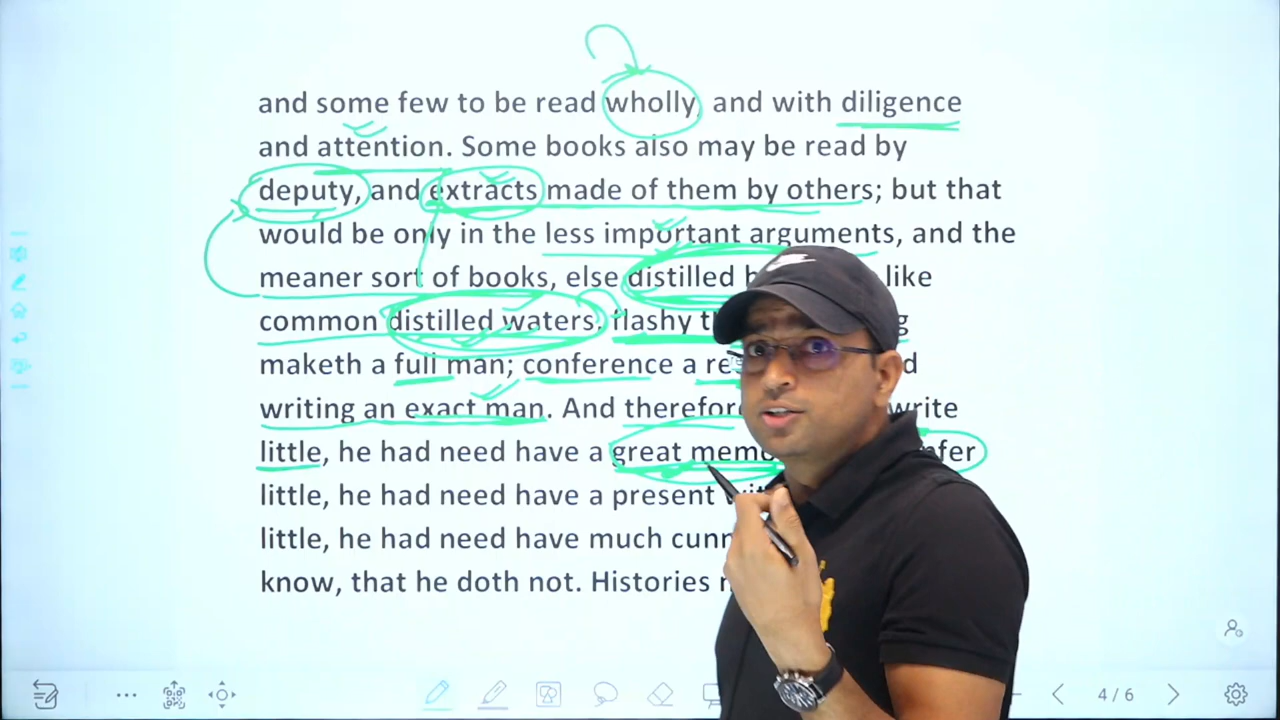 and some few to be read wholly, and with diligence
and attention. Some books also may be read by
deputy, and extracts made of them by others; but that
would be only in the less important arguments, and the
meaner sort of books, else distilled like
common distilled waters, flashy
maketh a full man; conference a
writing an exact man. And therefore write
little, he had need have a great confer
little, he had need have a present
little, he had need have much
know, that he doth not. Histories
4/6